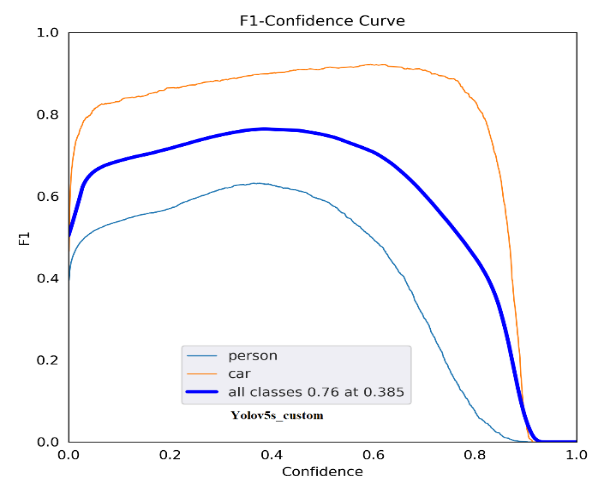 F1-Confidence Curve
1.0
0.8
0.6
0.4
0.2
0.0
F1
person
car
all classes 0.76 at 0.385
Yolov5s_custom
0.0 0.2 0.4 0.6 0.8 1.0
Confidence